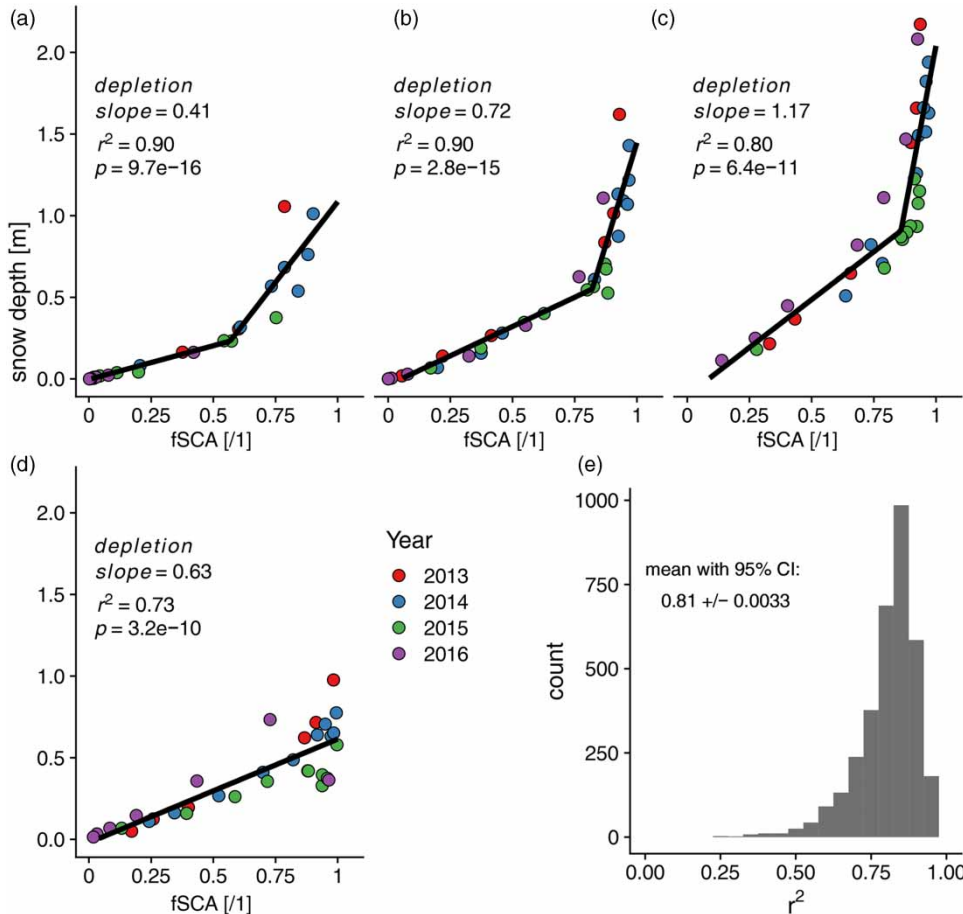 (a)
depletion
slope = 0.41
r² = 0.90
p = 9.7e−16
snow depth [m]
2.0
1.5
1.0
0.5
0.0
0
0.25
0.5
0.75
1
fSCA [/1]
(b)
depletion
slope = 0.72
r² = 0.90
p = 2.8e−15
0
0.25
0.5
0.75
1
fSCA [/1]
(c)
depletion
slope = 1.17
r² = 0.80
p = 6.4e−11
0
0.25
0.5
0.75
1
fSCA [/1]
(d)
depletion
slope = 0.63
r² = 0.73
p = 3.2e−10
2.0
1.5
1.0
0.5
0.0
0
0.25
0.5
0.75
1
fSCA [/1]
Year
2013
2014
2015
2016
(e)
mean with 95% CI:
0.81 +/− 0.0033
count
1000
750
500
250
0
0.00
0.25
0.50
0.75
1.00
r²